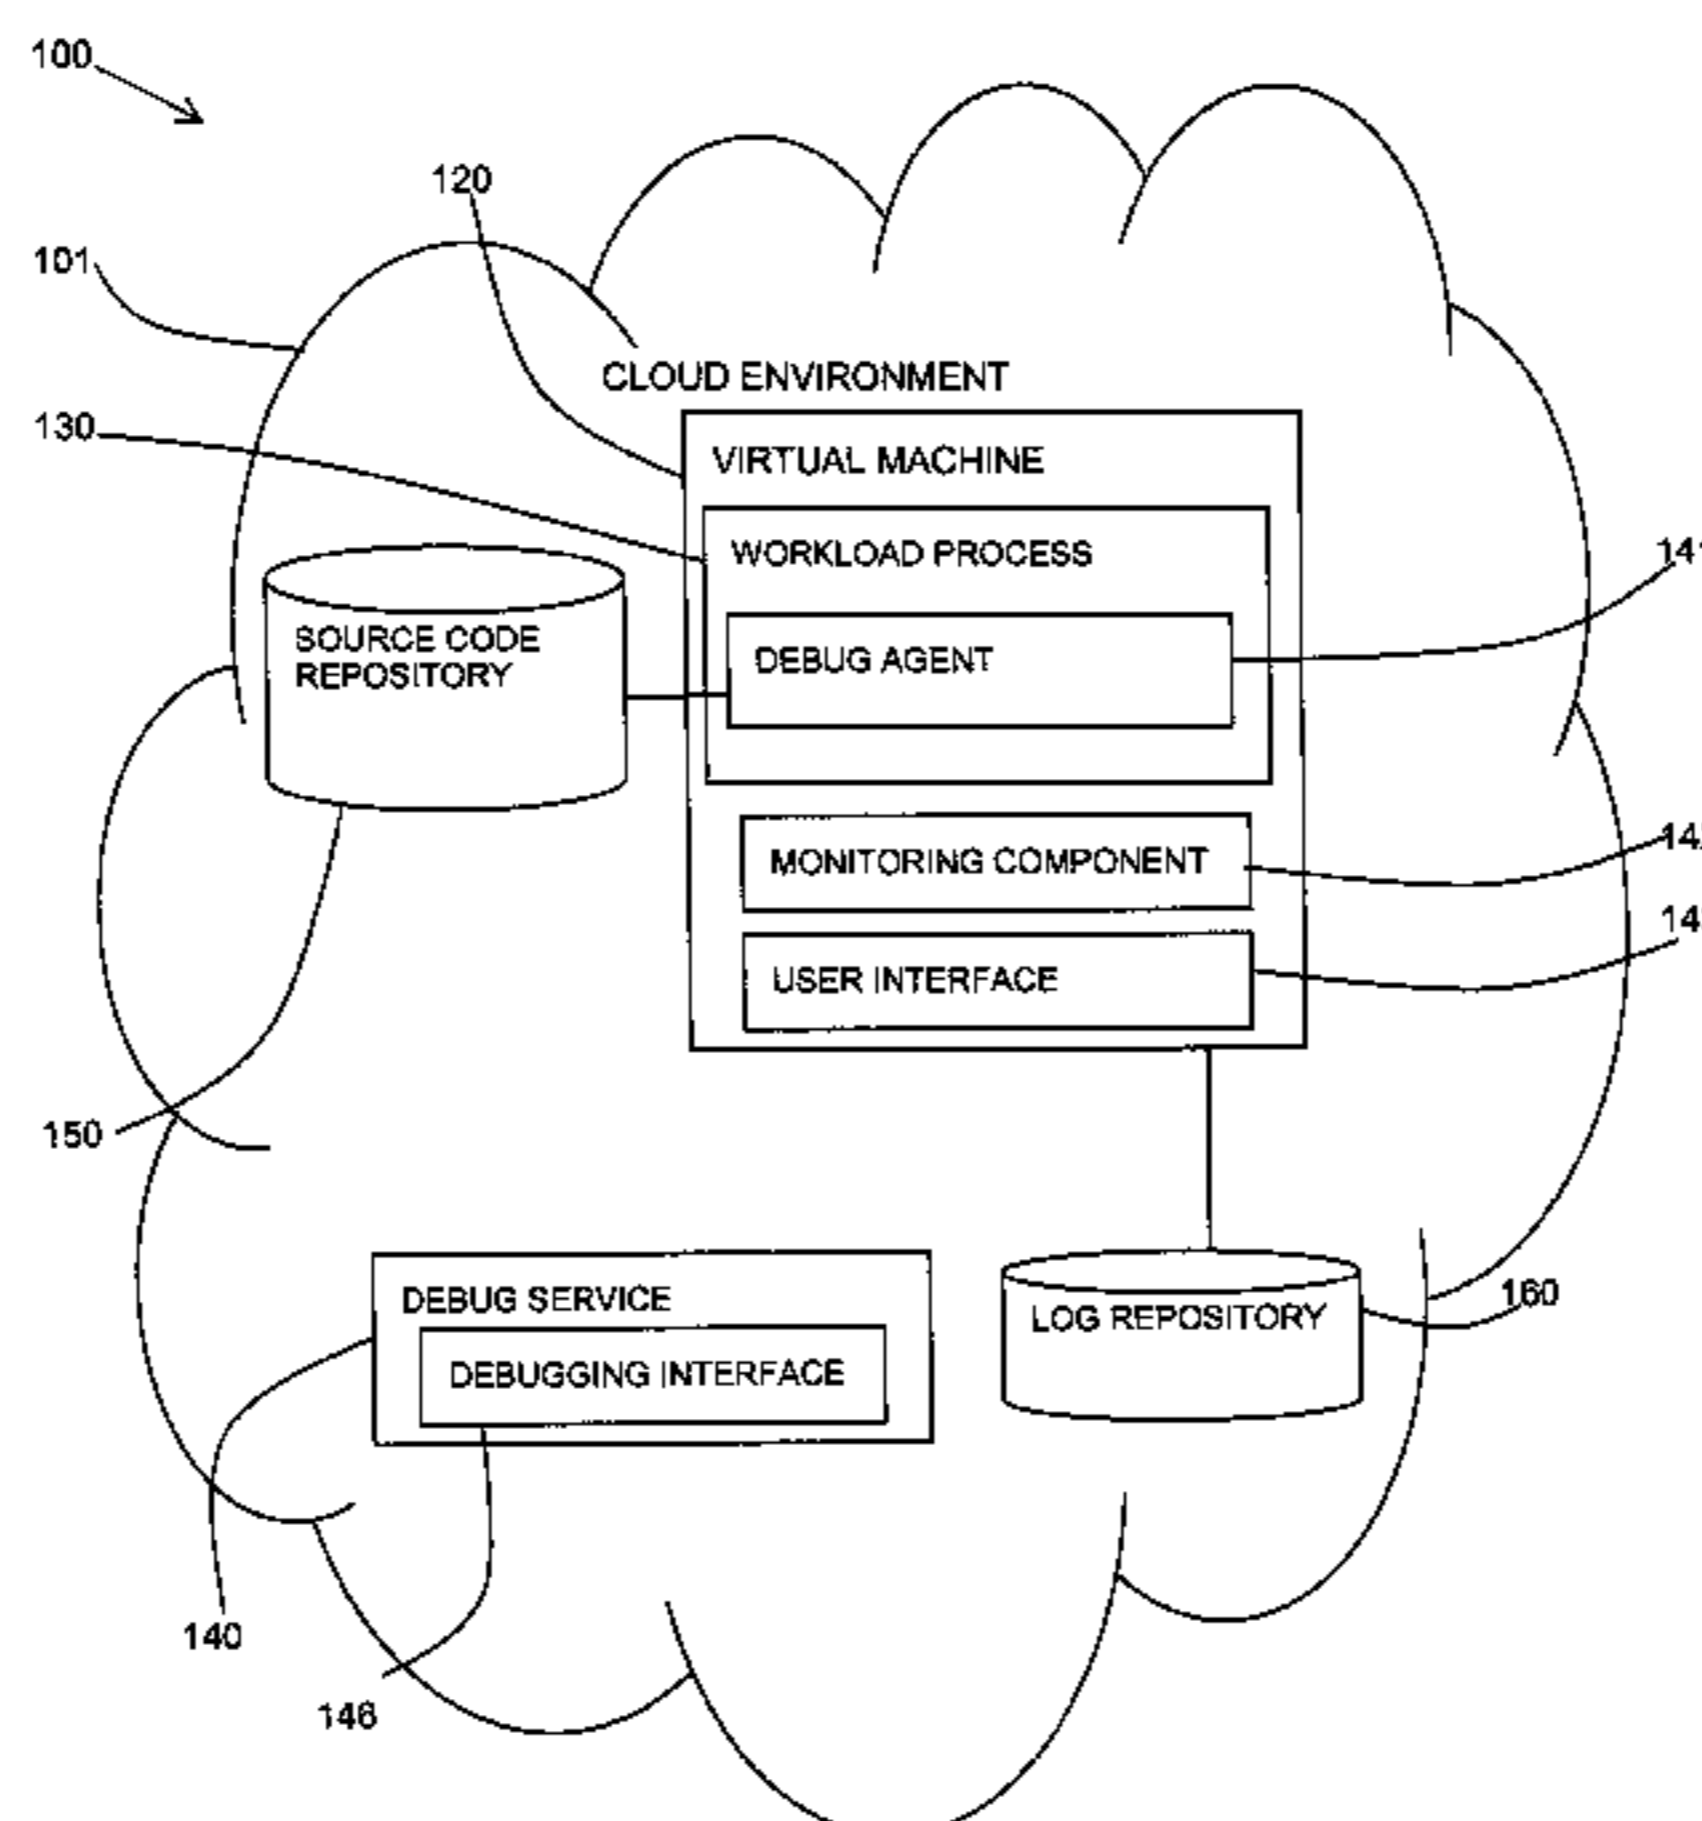 100
120
101
CLOUD ENVIRONMENT
130
VIRTUAL MACHINE
WORKLOAD PROCESS
141
SOURCE CODE
REPOSITORY
DEBUG AGENT
MONITORING COMPONENT
USER INTERFACE
150
DEBUG SERVICE
160
LOG REPOSITORY
DEBUGGING INTERFACE
140
146